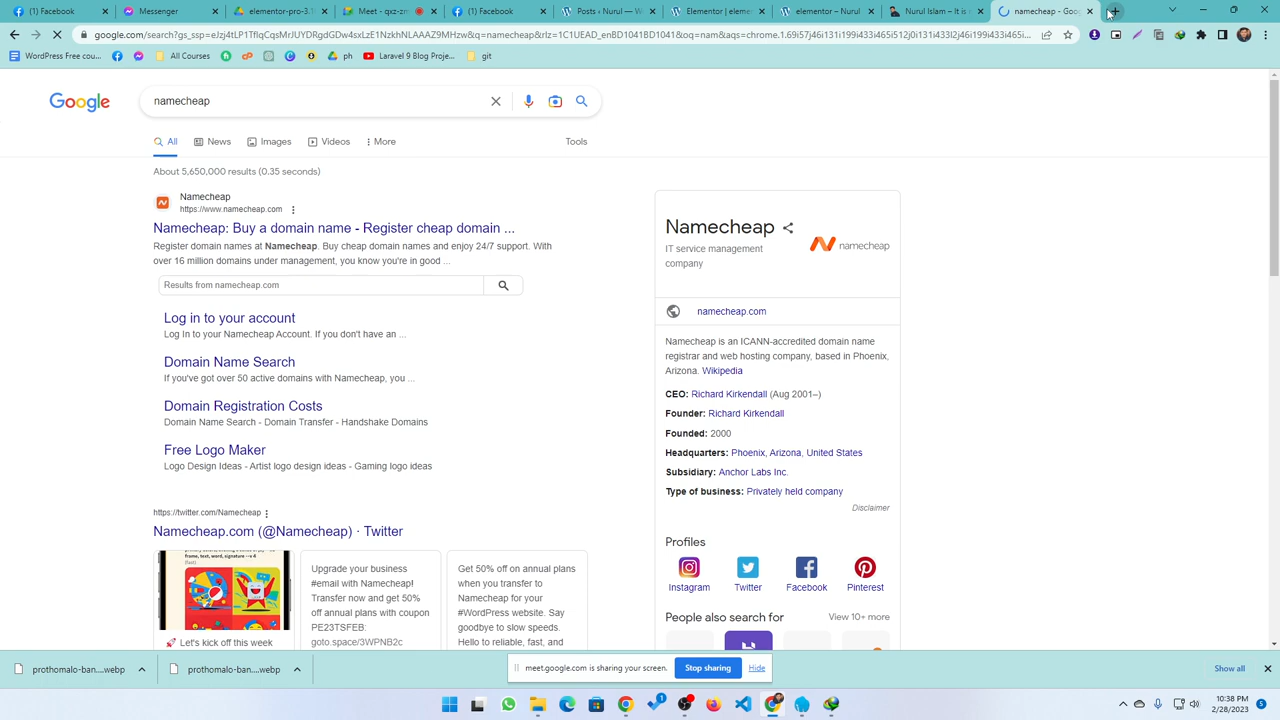 (1) Facebook
(2) Facebook
Meet
(1) Facebook
Posts ‹ Nurul — W
Elementor elemer
Elementor – Nurul
Nurul Islam – It is
namecheap - Goog
google.com/search?gs_ssp=eJzj4tLP1TflqCqsMrJUYDRgdGDw4sxLzE1NzkhNLAAAZ9MHzw&q=namecheap&rlz=1C1UEAD_enBD1041BD1041&oq=nam&aqs=chrome.1.69i57j46i131i199i433i465i512j0i131i433l2j46i199i433i465i...
WordPress Free cou...
All Courses
ph
Laravel 9 Blog Proje...
git
Google
namecheap
All
News
Images
Videos
More
Tools
About 5,650,000 results (0.35 seconds)
Namecheap
https://www.namecheap.com
Namecheap: Buy a domain name - Register cheap domain ...
Register domain names at Namecheap. Buy cheap domain names and enjoy 24/7 support. With
over 16 million domains under management, you know you're in good ...
Results from namecheap.com
Log in to your account
Log In to your Namecheap Account. If you don't have an ...
Domain Name Search
If you've got over 50 active domains with Namecheap, you ...
Domain Registration Costs
Domain Name Search - Domain Transfer - Handshake Domains
Free Logo Maker
Logo Design Ideas - Artist logo design ideas - Gaming logo ideas
https://twitter.com/Namecheap
Namecheap.com (@Namecheap) · Twitter
frame, text, word, signature --v 4
(fast)
🚀 Let's kick off this week
Upgrade your business
#email with Namecheap!
Transfer now and get 50%
off annual plans with coupon
PE23TSFEB:
goto.space/3WPNB2c
Get 50% off on annual plans
when you transfer to
Namecheap for your
#WordPress website. Say
goodbye to slow speeds.
Hello to reliable, fast, and
Namecheap
IT service management
company
namecheap
namecheap.com
Namecheap is an ICANN-accredited domain name
registrar and web hosting company, based in Phoenix,
Arizona. Wikipedia
CEO: Richard Kirkendall (Aug 2001–)
Founder: Richard Kirkendall
Founded: 2000
Headquarters: Phoenix, Arizona, United States
Subsidiary: Anchor Labs Inc.
Type of business: Privately held company
Disclaimer
Profiles
Instagram
Twitter
Facebook
Pinterest
People also search for
View 10+ more
prothomalo-ban....webp
prothomalo-ban....webp
meet.google.com is sharing your screen.
Stop sharing
Hide
Show all
1
10:38 PM
2/28/2023
5